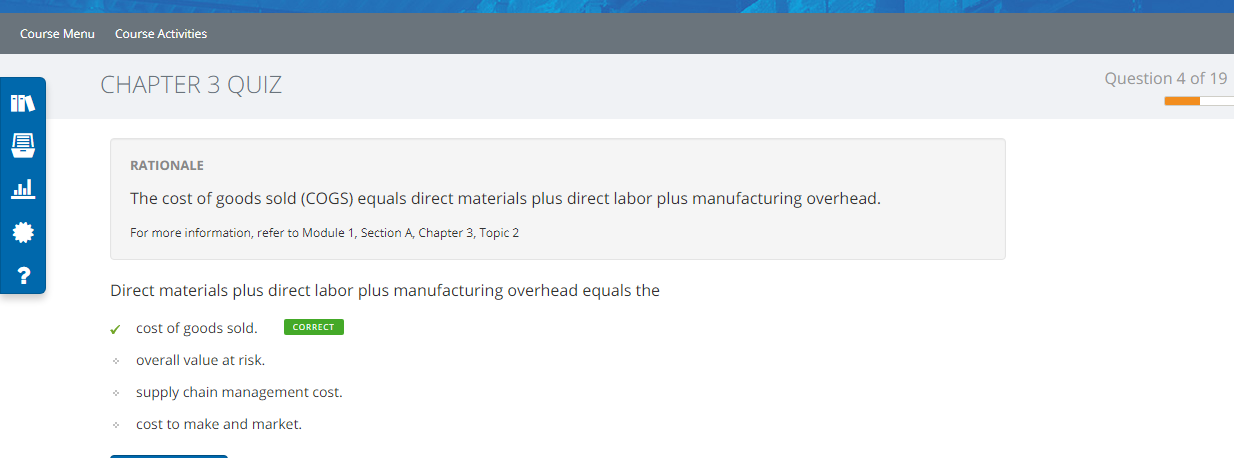 Course Menu Course Activities
CHAPTER 3 QUIZ
Question 4 of 19
RATIONALE
The cost of goods sold (COGS) equals direct materials plus direct labor plus manufacturing overhead.
For more information, refer to Module 1, Section A, Chapter 3, Topic 2
?
Direct materials plus direct labor plus manufacturing overhead equals the
cost of goods sold. CORRECT
overall value at risk.
supply chain management cost.
cost to make and market.